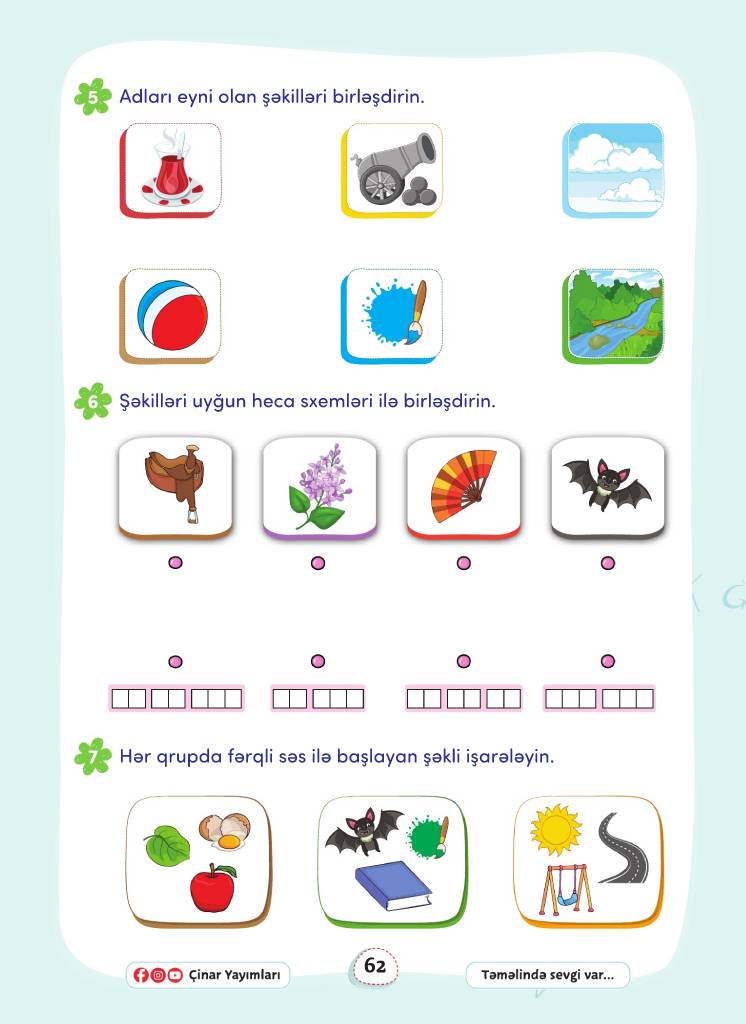 5 Adları eyni olan şəkilləri birləşdirin.
6 Şəkilləri uyğun heca sxemləri ilə birləşdirin.
7 Hər qrupda fərqli səs ilə başlayan şəkli işarələyin.
Çinar Yayımları
62
Təməlində sevgi var...